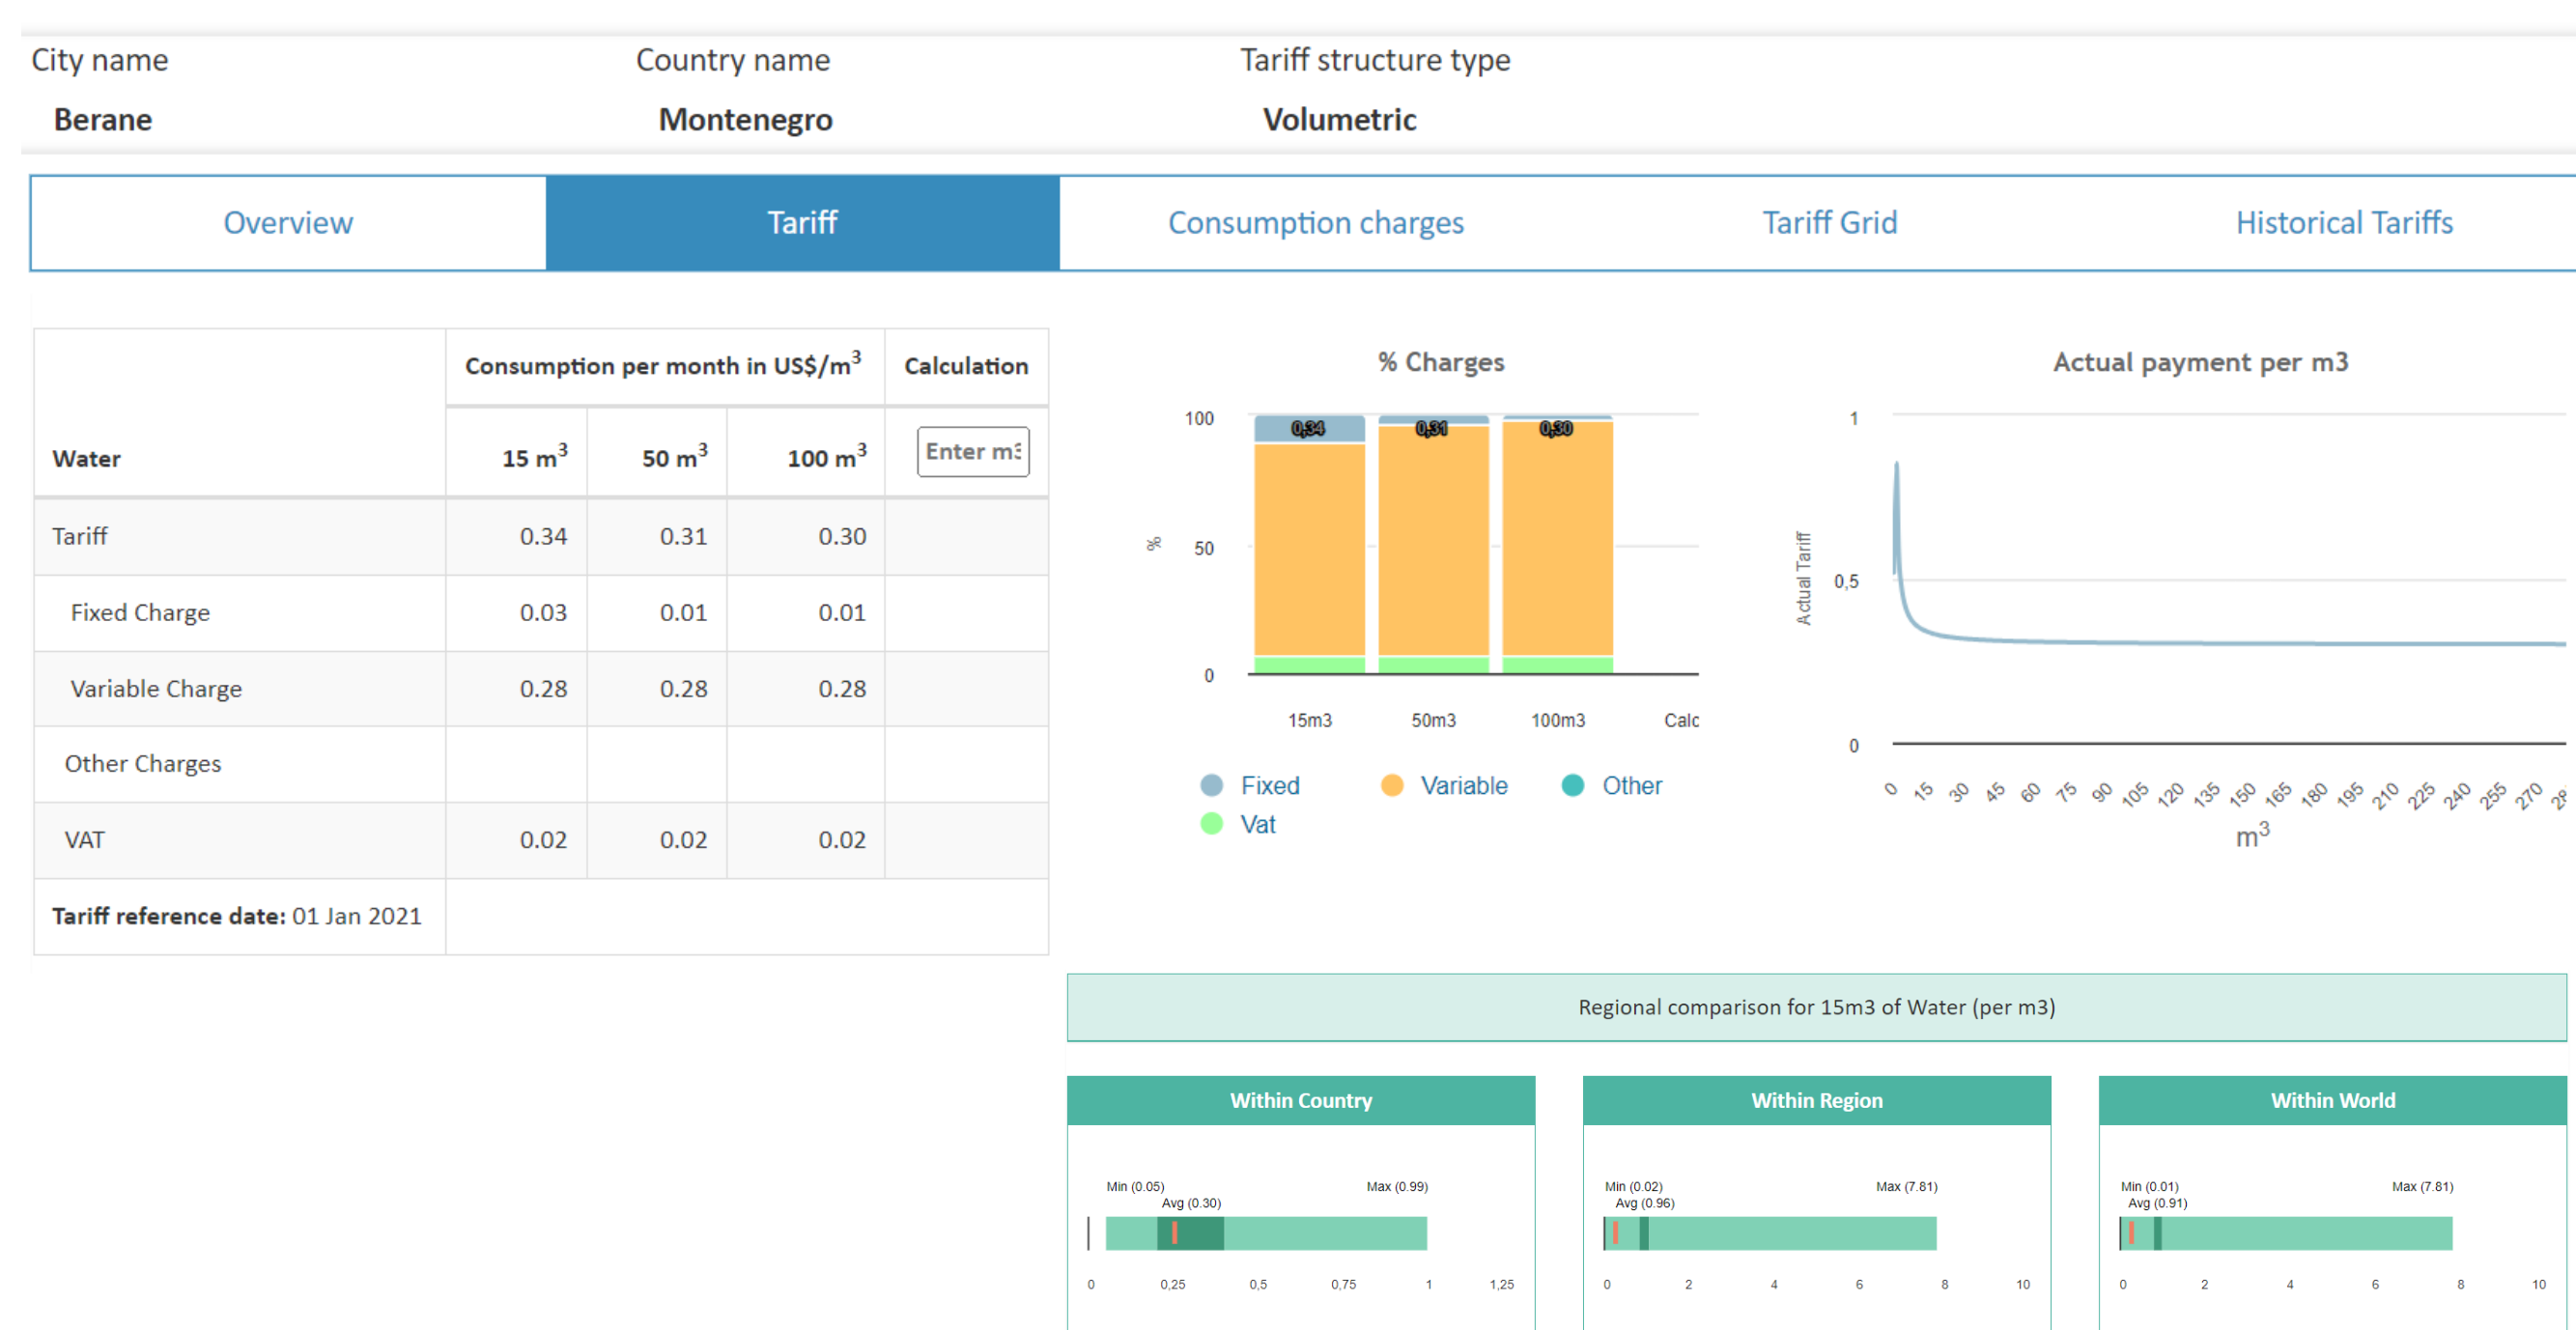 City name Country name Tariff structure type
Berane Montenegro Volumetric
Overview Tariff Consumption charges Tariff Grid Historical Tariffs
Consumption per month in US$/m³ Calculation
Water 15 m³ 50 m³ 100 m³ Enter m³
Tariff 0.34 0.31 0.30
Fixed Charge 0.03 0.01 0.01
Variable Charge 0.28 0.28 0.28
Other Charges
VAT 0.02 0.02 0.02
Tariff reference date: 01 Jan 2021
% Charges
100
50
0
%
0,34 0,31 0,30
15m3 50m3 100m3 Calc
Fixed Variable Other
Vat
Actual payment per m3
1
0,5
0
Actual Tariff
0 15 30 45 60 75 90 105 120 135 150 165 180 195 210 225 240 255 270
m³
Regional comparison for 15m3 of Water (per m3)
Within Country
Min (0.05) Max (0.99)
Avg (0.30)
0 0,25 0,5 0,75 1 1,25
Within Region
Min (0.02) Max (7.81)
Avg (0.96)
0 2 4 6 8 10
Within World
Min (0.01) Max (7.81)
Avg (0.91)
0 2 4 6 8 10